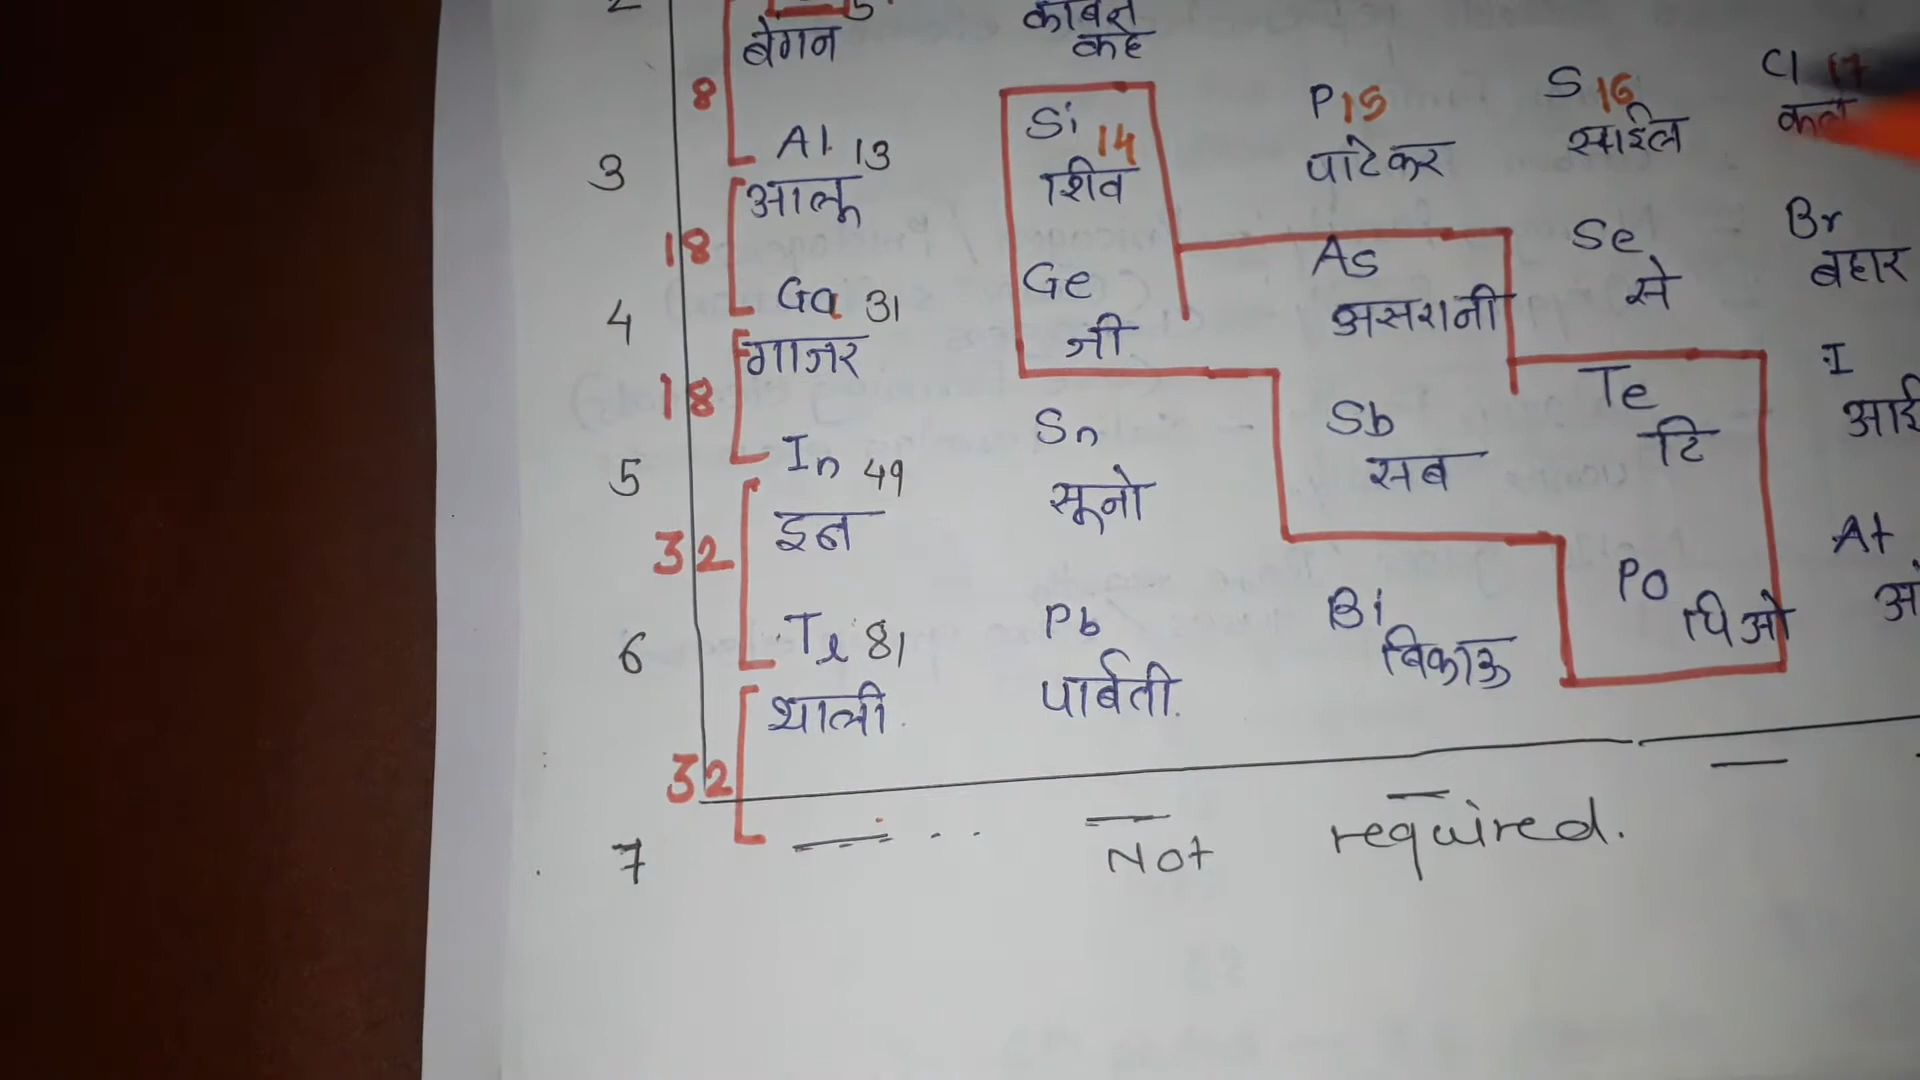 2
बेगन
काबर्न
कहे
8
3
Al 13
आलू
Si 14
शिव
P 15
पाटेकर
S 16
स्टाईल
Cl 17
18
4
Ga 31
गाजर
Ge
जी
As
असरानी
Se
से
Br
बहार
18
5
In 49
इन
Sn
सूनो
Sb
सब
Te
टि
I
आई
32
6
Tl 81
थाली
Pb
पार्वती
Bi
बिकाऊ
Po
पिओ
At
32
7
Not required.